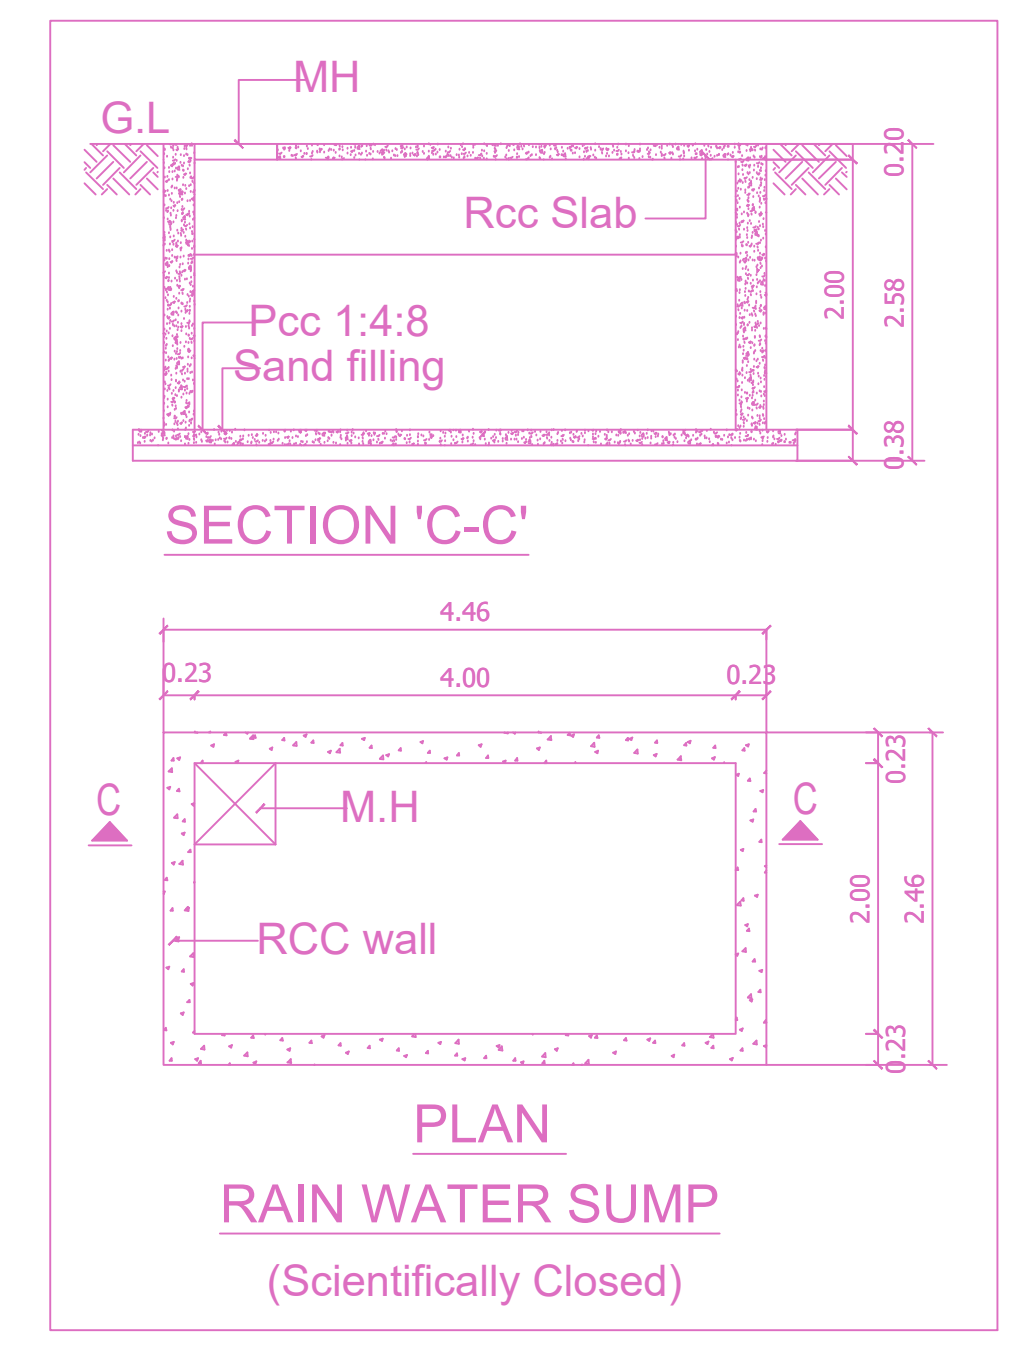 MH
G.L
0.20
Rcc Slab
2.00
2.58
Pcc 1:4:8
Sand filling
0.38
SECTION 'C-C'
4.46
0.23
4.00
0.23
0.23
C
M.H
C
2.00
2.46
RCC wall
0.23
PLAN
RAIN WATER SUMP
(Scientifically Closed)